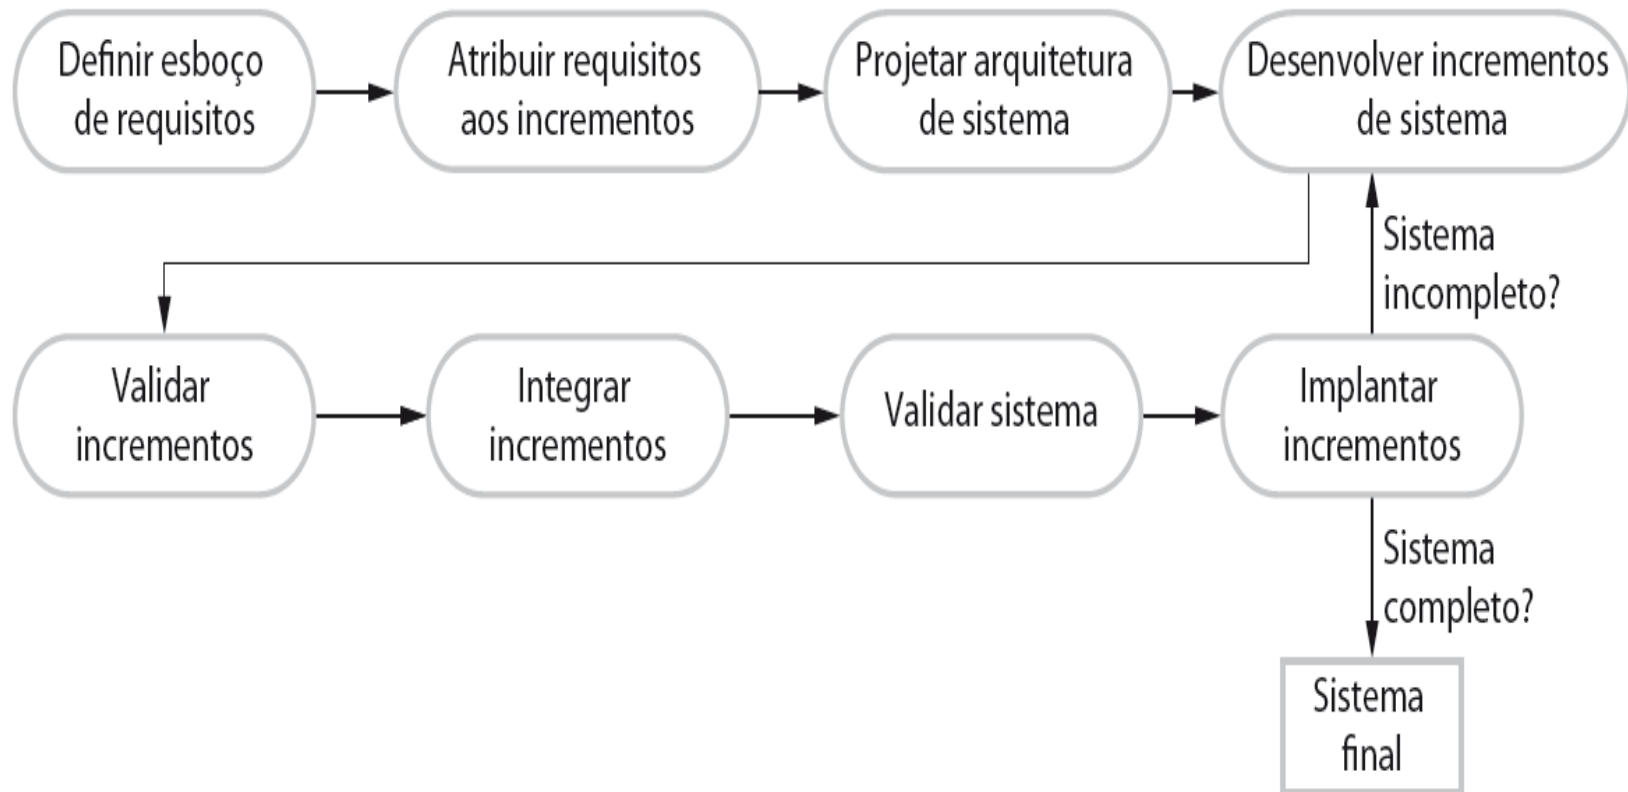 Definir esboço
de requisitos
Atribuir requisitos
aos incrementos
Projetar arquitetura
de sistema
Desenvolver incrementos
de sistema
Sistema
incompleto?
Validar
incrementos
Integrar
incrementos
Validar sistema
Implantar
incrementos
Sistema
completo?
Sistema
final